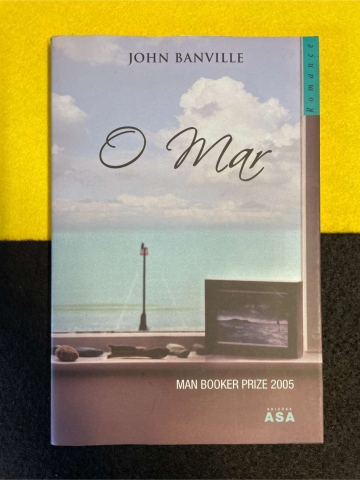 JOHN BANVILLE
Romance
O Mar
MAN BOOKER PRIZE 2005
EDIÇÕES
ASA